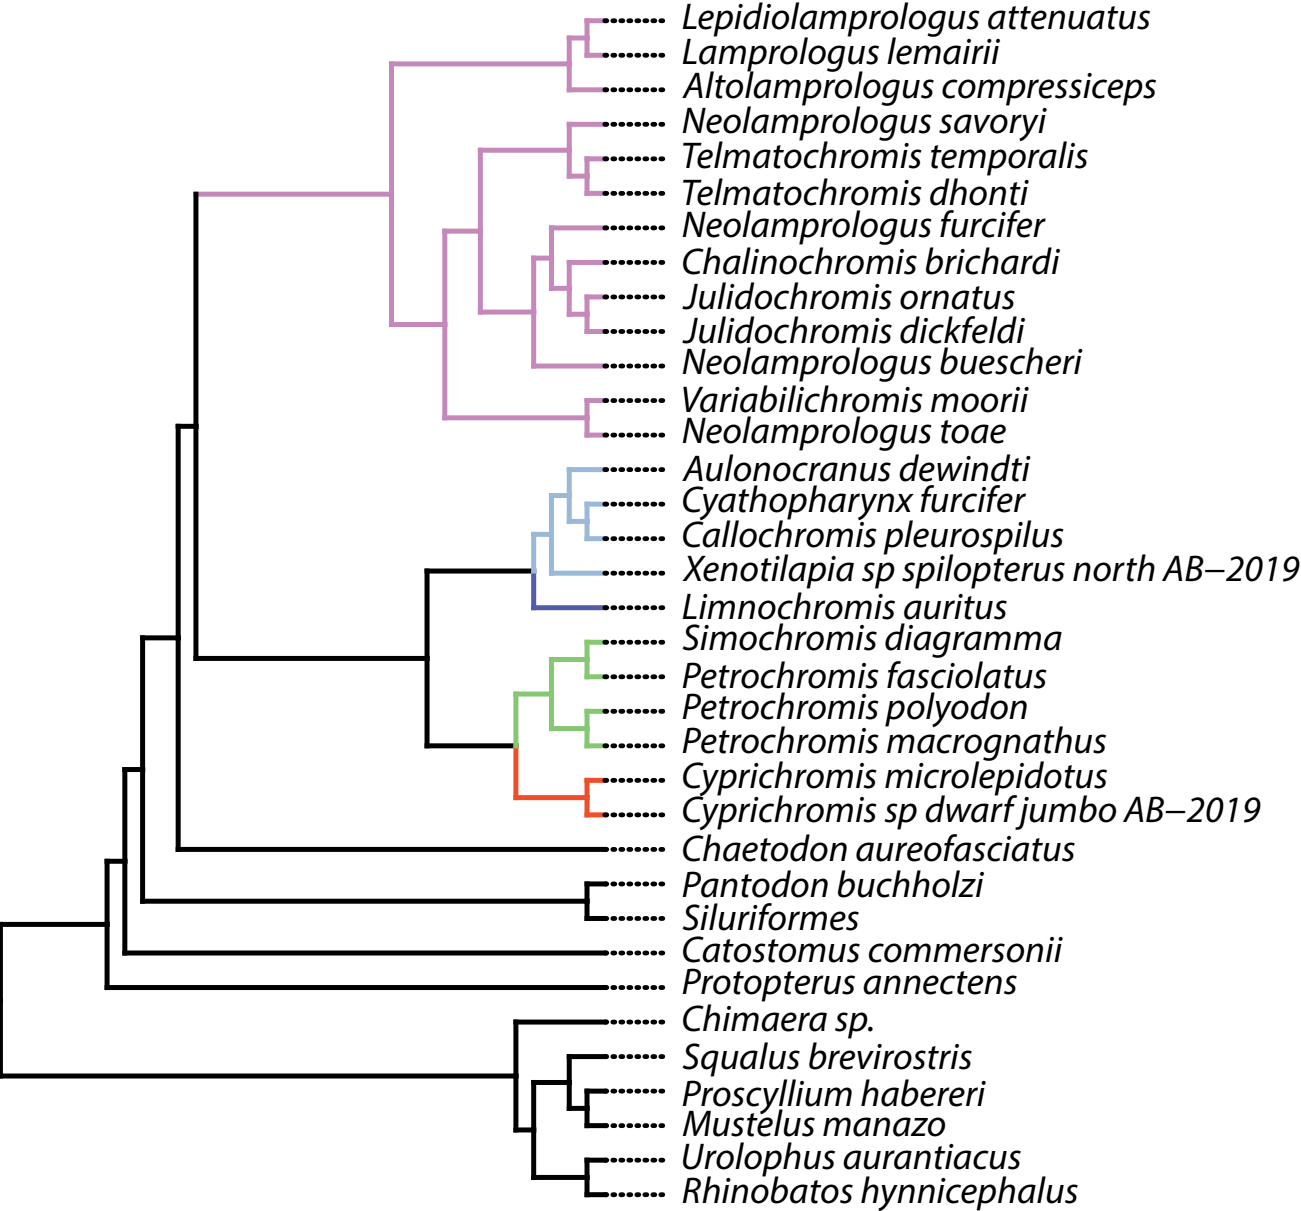 Lepidiolamprologus attenuatus
Lamprologus lemairii
Altolamprologus compressiceps
Neolamprologus savoryi
Telmatochromis temporalis
Telmatochromis dhonti
Neolamprologus furcifer
Chalinochromis brichardi
Julidochromis ornatus
Julidochromis dickfeldi
Neolamprologus buescheri
Variabilichromis moorii
Neolamprologus toae
Aulonocranus dewindti
Cyathopharynx furcifer
Callochromis pleurospilus
Xenotilapia sp spilopterus north AB−2019
Limnochromis auritus
Simochromis diagramma
Petrochromis fasciolatus
Petrochromis polyodon
Petrochromis macrognathus
Cyprichromis microlepidotus
Cyprichromis sp dwarf jumbo AB−2019
Chaetodon aureofasciatus
Pantodon buchholzi
Siluriformes
Catostomus commersonii
Protopterus annectens
Chimaera sp.
Squalus brevirostris
Proscyllium habereri
Mustelus manazo
Urolophus aurantiacus
Rhinobatos hynnicephalus